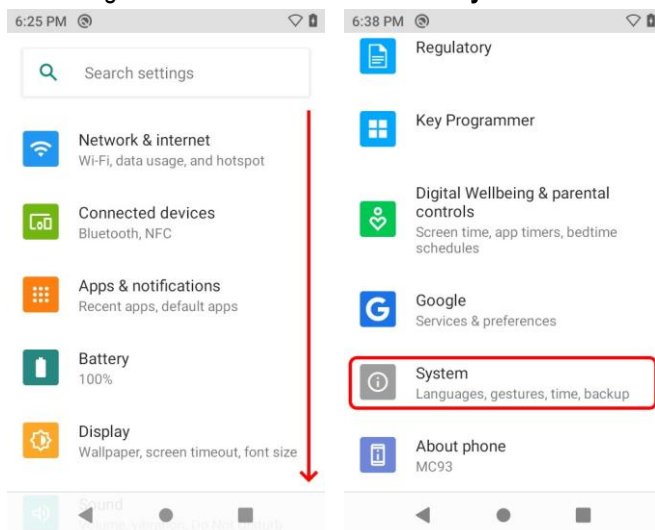 6:25 PM
Search settings
Network & internet
Wi-Fi, data usage, and hotspot
Connected devices
Bluetooth, NFC
Apps & notifications
Recent apps, default apps
Battery
100%
Display
Wallpaper, screen timeout, font size
Sound
6:38 PM
Regulatory
Key Programmer
Digital Wellbeing & parental
controls
Screen time, app timers, bedtime
schedules
Google
Services & preferences
System
Languages, gestures, time, backup
About phone
MC93